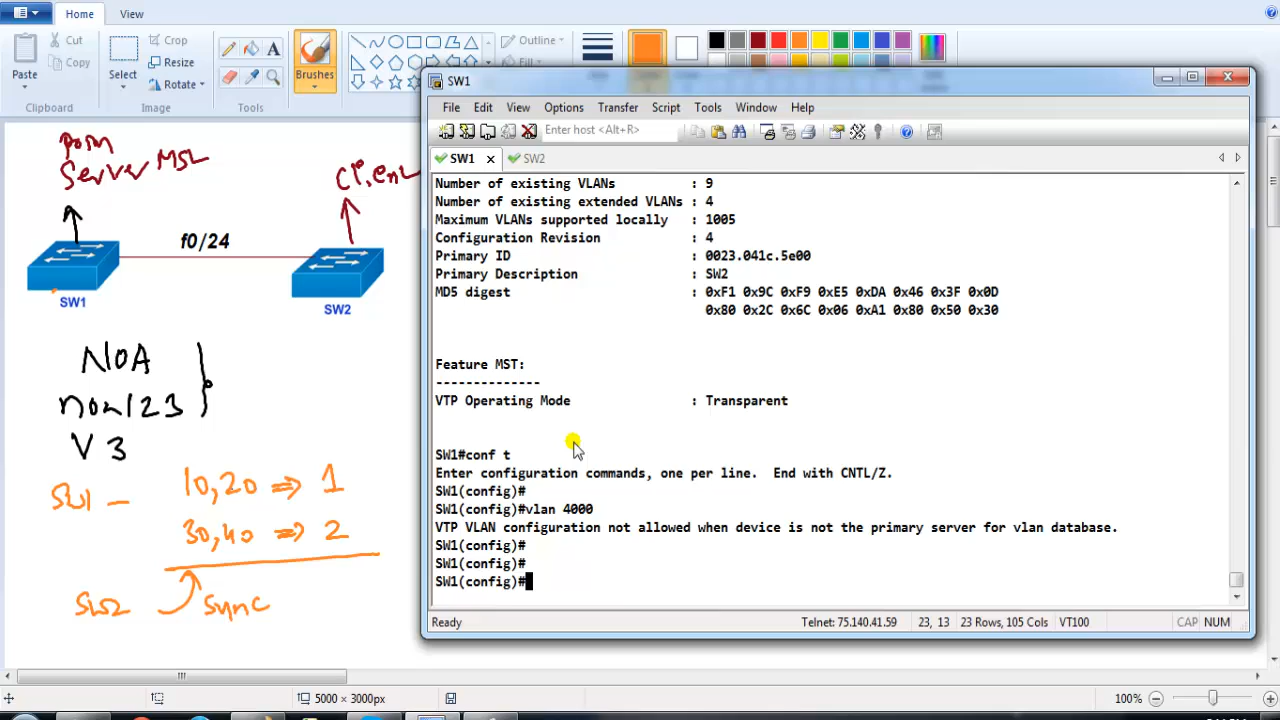 Home View
Cut
Copy
Paste
Clipboard
Select
Crop
Resize
Rotate
Image
Tools
Brushes
Outline
Fill
SW1
File Edit View Options Transfer Script Tools Window Help
Enter host <Alt+R>
SW1 SW2
Number of existing VLANs : 9
Number of existing extended VLANs : 4
Maximum VLANs supported locally : 1005
Configuration Revision : 4
Primary ID : 0023.041c.5e00
Primary Description : SW2
MD5 digest : 0xF1 0x9C 0xF9 0xE5 0xDA 0x46 0x3F 0x0D
0x80 0x2C 0x6C 0x06 0xA1 0x80 0x50 0x30
Feature MST:
--------------
VTP Operating Mode : Transparent
SW1#conf t
Enter configuration commands, one per line. End with CNTL/Z.
SW1(config)#
SW1(config)#vlan 4000
VTP VLAN configuration not allowed when device is not the primary server for vlan database.
SW1(config)#
SW1(config)#
SW1(config)#
Ready Telnet: 75.140.41.59 23, 13 23 Rows, 105 Cols VT100 CAP NUM
Server
f0/24
SW1
SW2
NOA
noa123
V 3
SW1 - 10,20 => 1
30,40 => 2
SW2 Sync
5000 × 3000px
100%